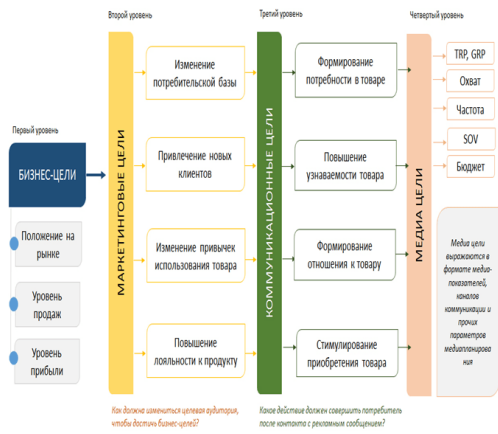 Первый уровень
БИЗНЕС-ЦЕЛИ
Положение на
рынке
Уровень
продаж
Уровень
прибыли
Второй уровень
МАРКЕТИНГОВЫЕ ЦЕЛИ
Изменение
потребительской базы
Привлечение новых
клиентов
Изменение привычек
использования товара
Повышение
лояльности к продукту
Как должна измениться целевая аудитория,
чтобы достичь бизнес-целей?
Третий уровень
КОММУНИКАЦИОННЫЕ ЦЕЛИ
Формирование
потребности в товаре
Повышение
узнаваемости товара
Формирование
отношения к товару
Стимулирование
приобретения товара
Какое действие должен совершить потребитель
после контакта с рекламным сообщением?
Четвертый уровень
МЕДИА ЦЕЛИ
TRP, GRP
Охват
Частота
SOV
Бюджет
Медиа цели
выражаются в
формате медиа-
показателей,
каналов
коммуникации и
прочих
параметров
медиапланирова
ния